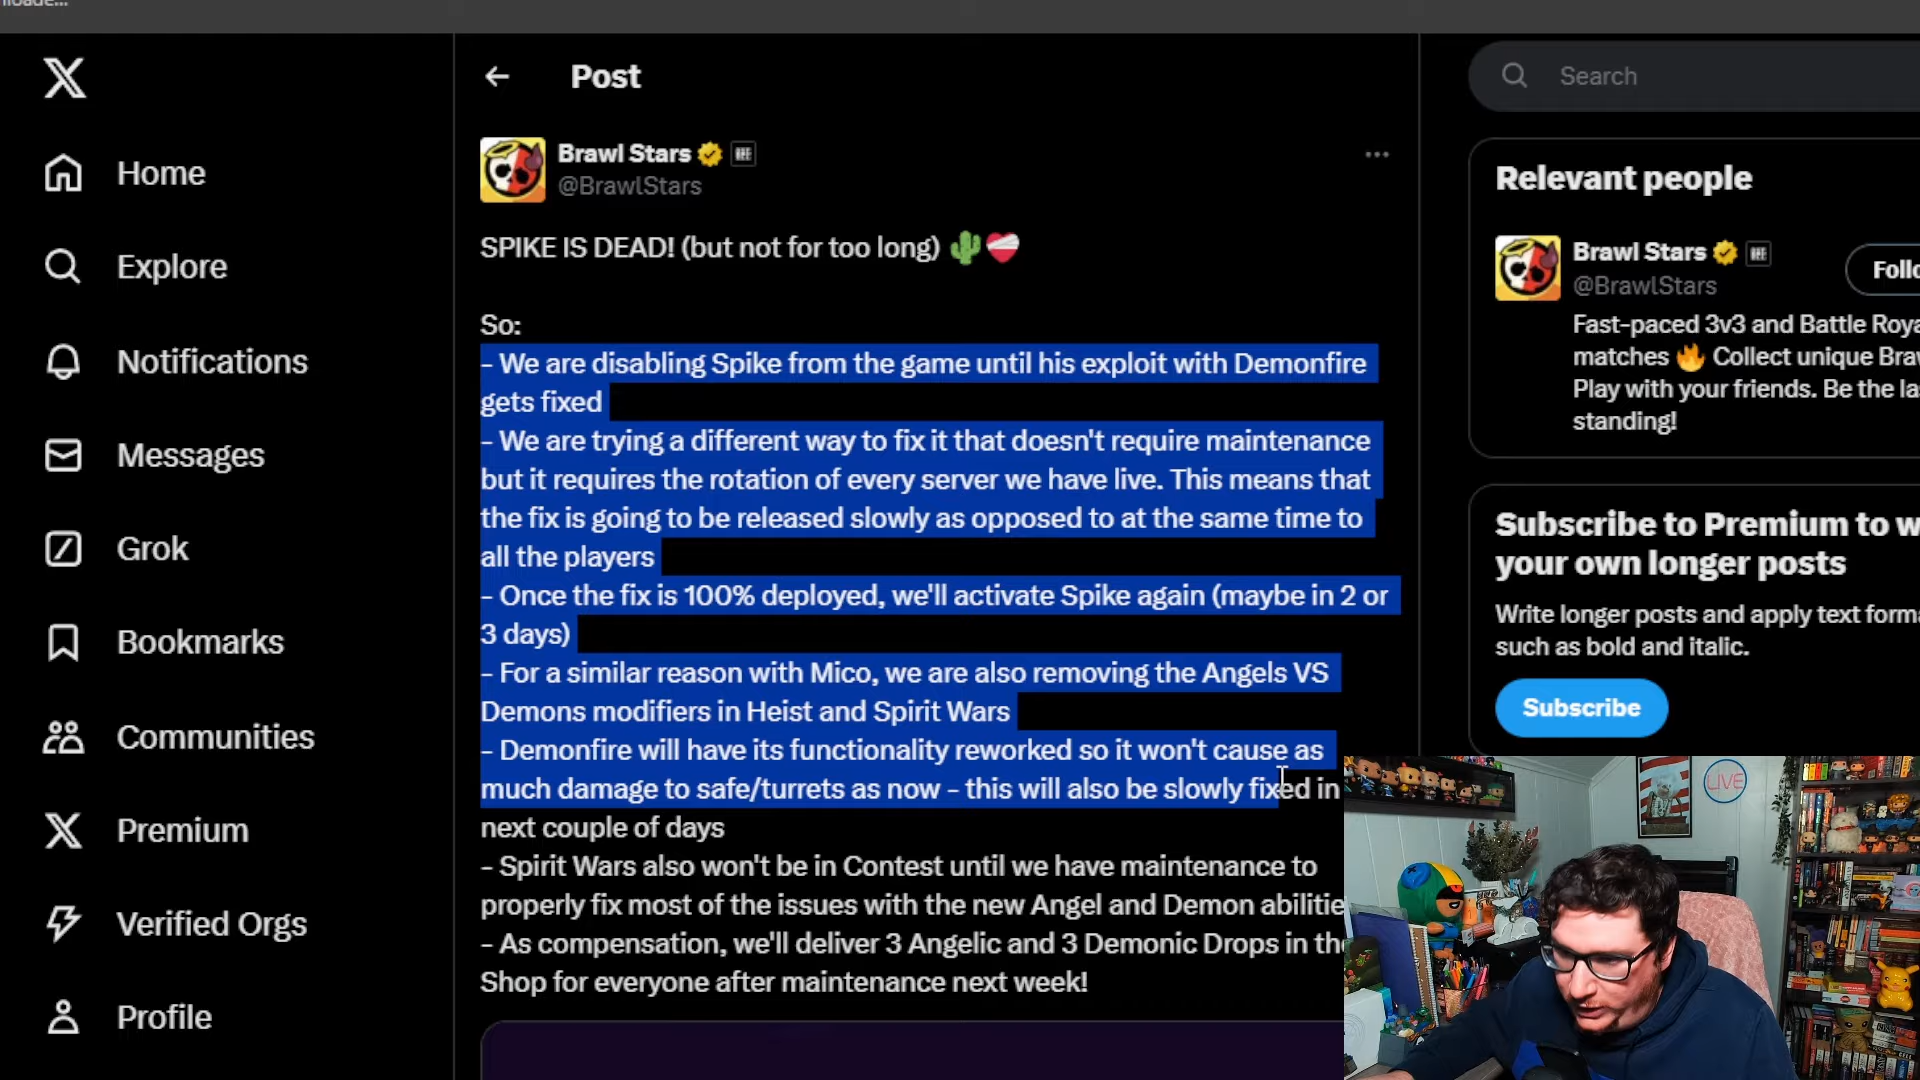 Post
Search
Home
Explore
Notifications
Messages
Grok
Bookmarks
Communities
Premium
Verified Orgs
Profile
Brawl Stars
@BrawlStars
SPIKE IS DEAD! (but not for too long)
So:
- We are disabling Spike from the game until his exploit with Demonfire
gets fixed
- We are trying a different way to fix it that doesn't require maintenance
but it requires the rotation of every server we have live. This means that
the fix is going to be released slowly as opposed to at the same time to
all the players
- Once the fix is 100% deployed, we'll activate Spike again (maybe in 2 or
3 days)
- For a similar reason with Mico, we are also removing the Angels VS
Demons modifiers in Heist and Spirit Wars
- Demonfire will have its functionality reworked so it won't cause as
much damage to safe/turrets as now - this will also be slowly fixed in
next couple of days
- Spirit Wars also won't be in Contest until we have maintenance to
properly fix most of the issues with the new Angel and Demon abilitie
- As compensation, we'll deliver 3 Angelic and 3 Demonic Drops in the
Shop for everyone after maintenance next week!
Relevant people
Brawl Stars
@BrawlStars
Follo
Fast-paced 3v3 and Battle Roya
matches Collect unique Braw
Play with your friends. Be the las
standing!
Subscribe to Premium to w
your own longer posts
Write longer posts and apply text forma
such as bold and italic.
Subscribe
LIVE